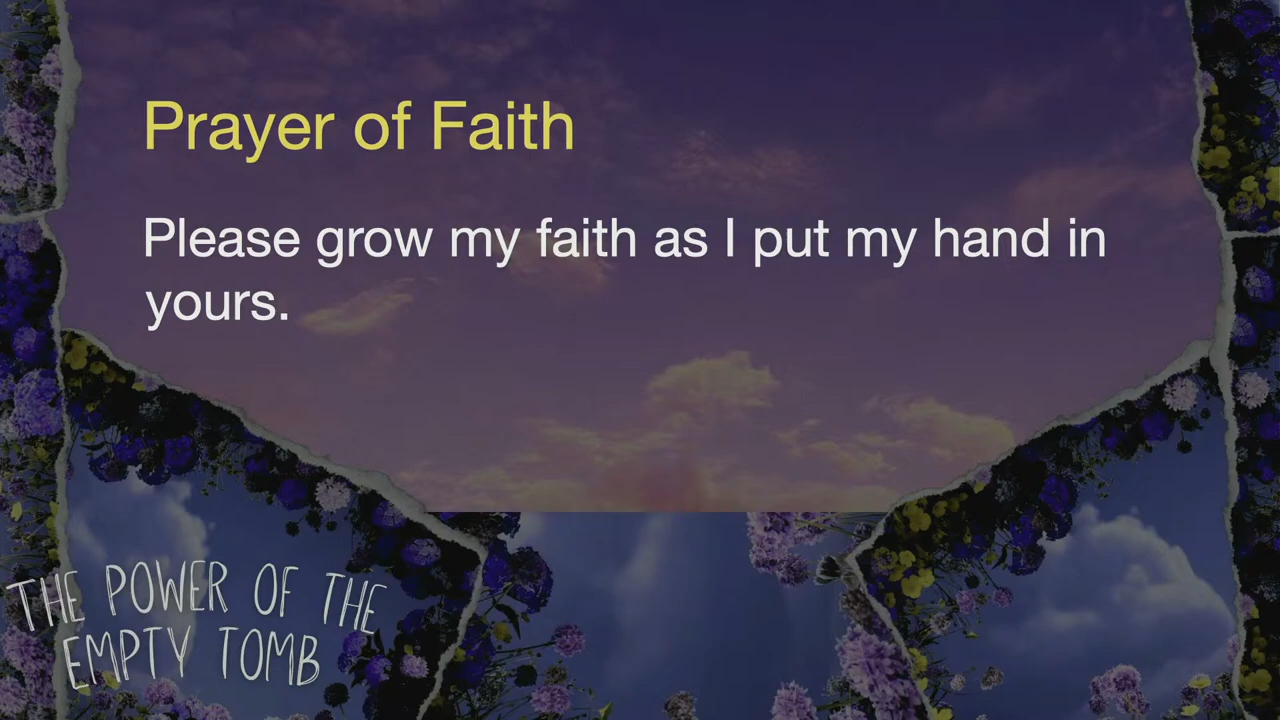 Prayer of Faith
Please grow my faith as I put my hand in
yours.
THE POWER OF THE
EMPTY TOMB